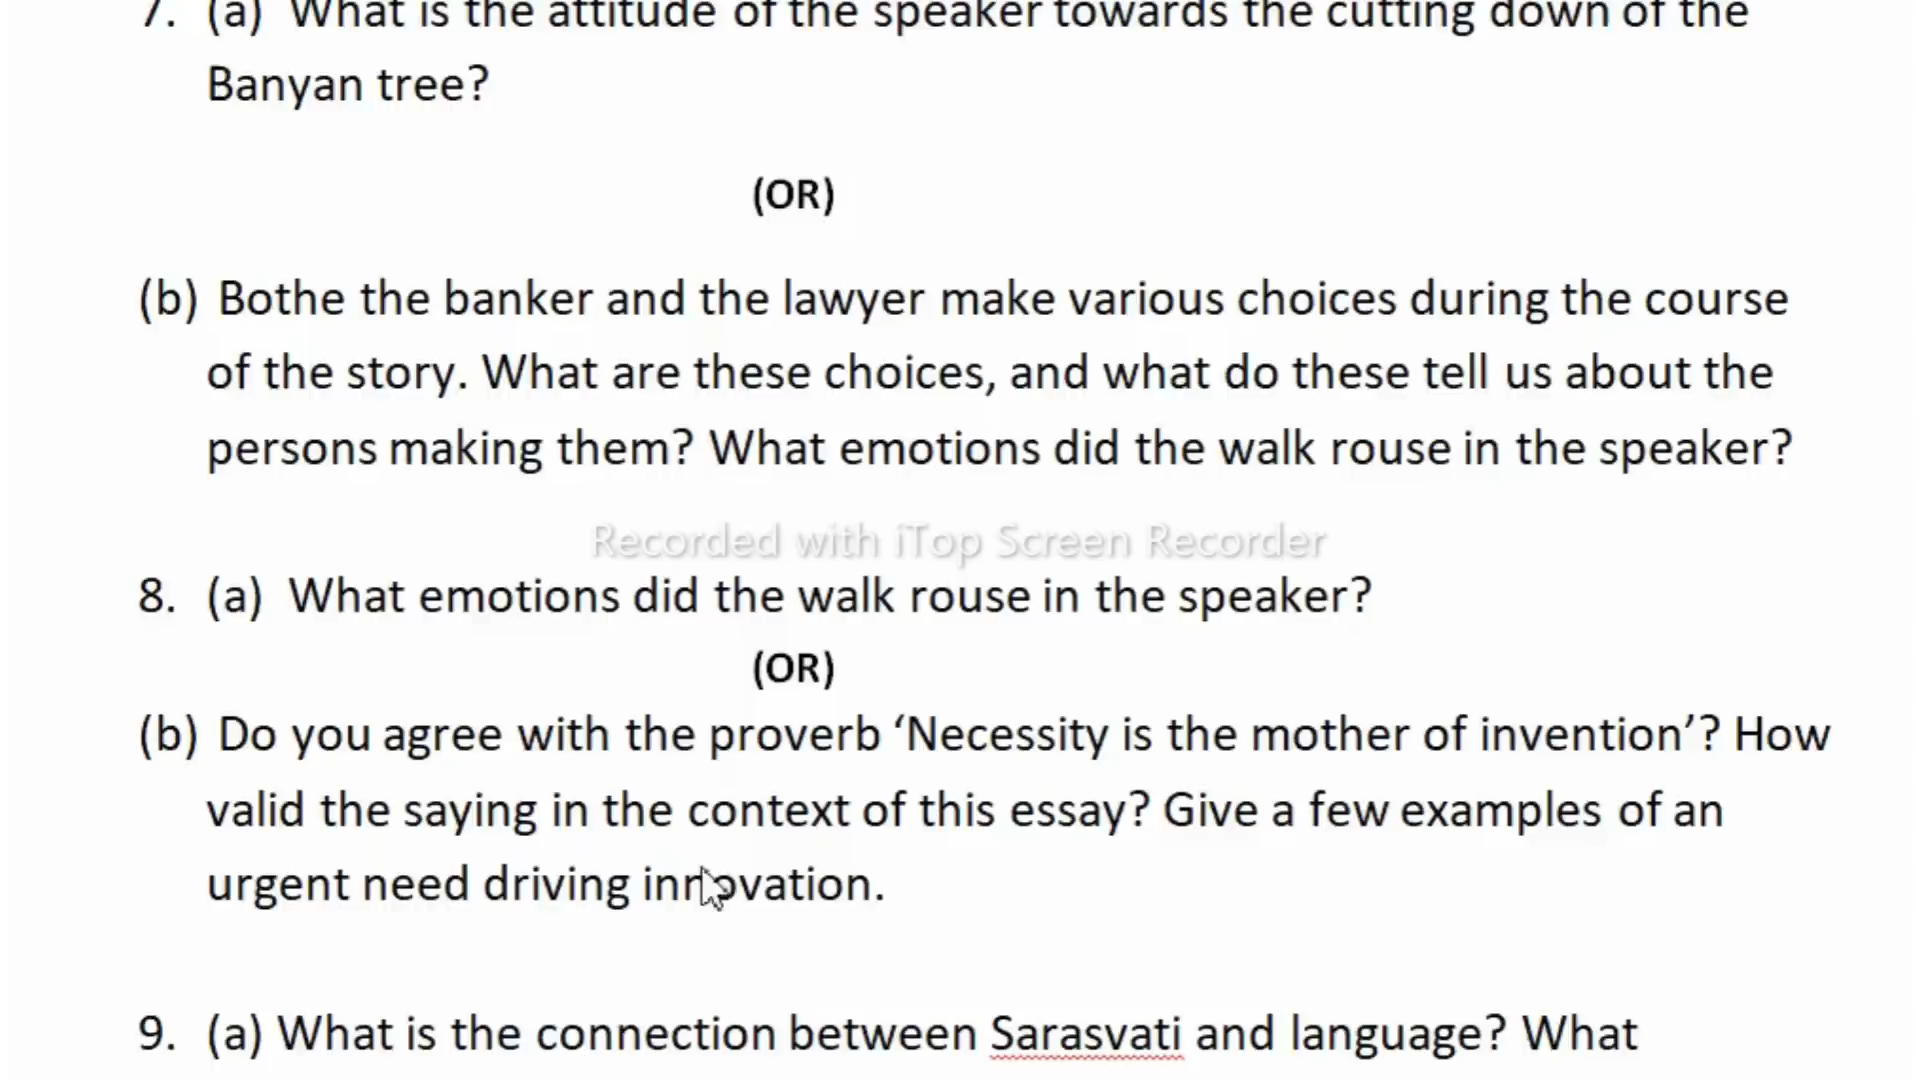 7. (a) What is the attitude of the speaker towards the cutting down of the
Banyan tree?
(OR)
(b) Bothe the banker and the lawyer make various choices during the course
of the story. What are these choices, and what do these tell us about the
persons making them? What emotions did the walk rouse in the speaker?
Recorded with iTop Screen Recorder
8. (a) What emotions did the walk rouse in the speaker?
(OR)
(b) Do you agree with the proverb ‘Necessity is the mother of invention’? How
valid the saying in the context of this essay? Give a few examples of an
urgent need driving innovation.
9. (a) What is the connection between Sarasvati and language? What